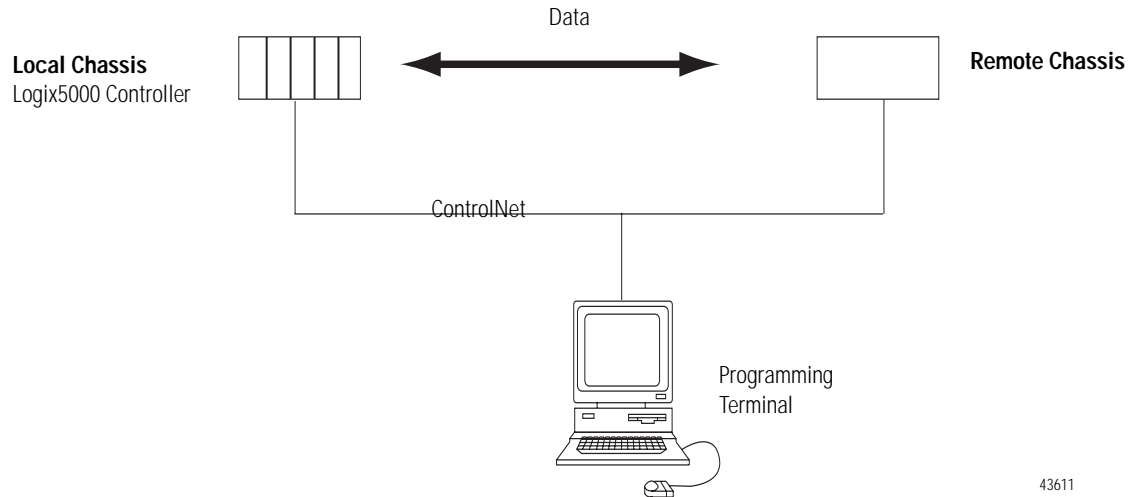 Data
Local Chassis
Logix5000 Controller
Remote Chassis
ControlNet
Programming
Terminal
43611